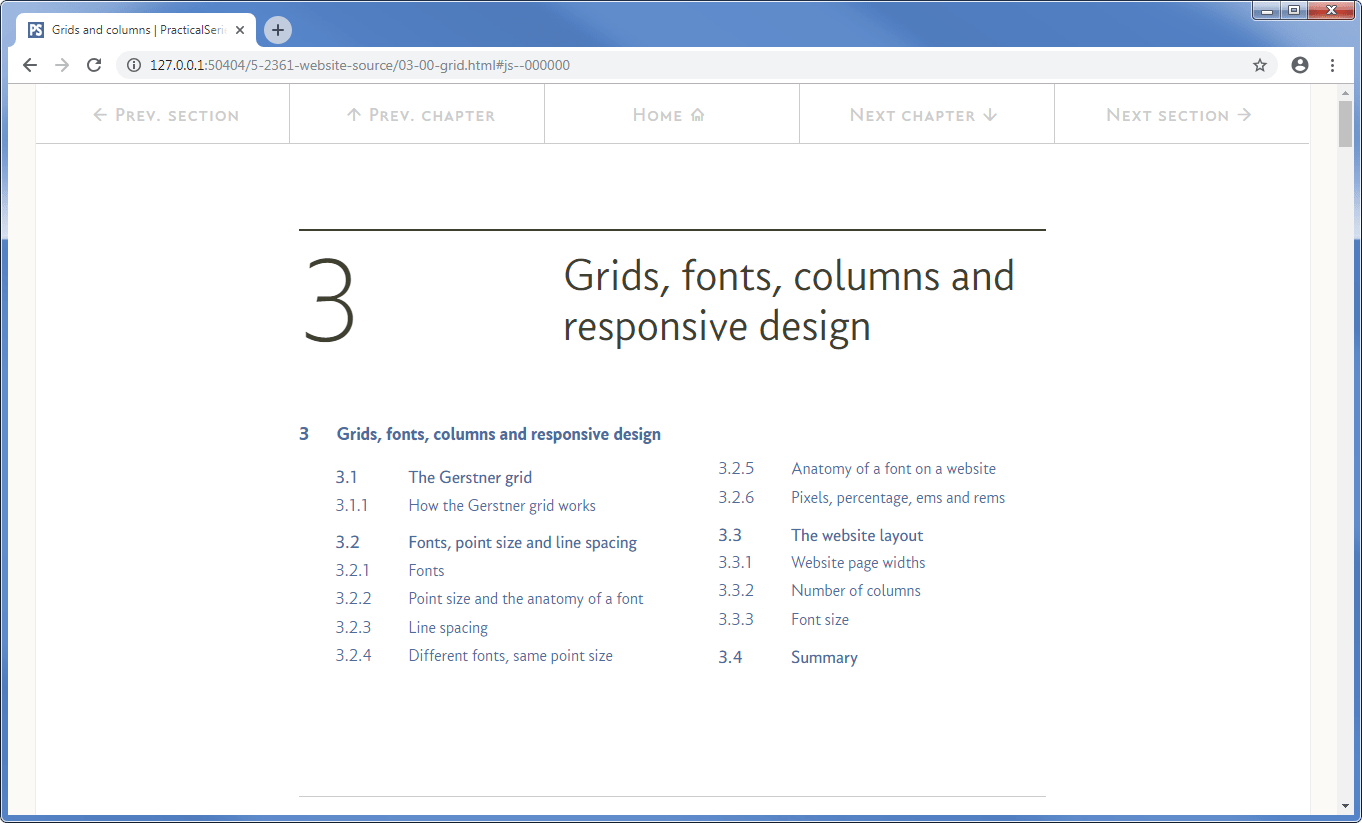 PS Grids and columns | PracticalSeri
127.0.0.1:50404/5-2361-website-source/03-00-grid.html#js--000000
← Prev. section ↑ Prev. chapter Home Next chapter ↓ Next section →
3
Grids, fonts, columns and
responsive design
3 Grids, fonts, columns and responsive design
3.1 The Gerstner grid
3.1.1 How the Gerstner grid works
3.2 Fonts, point size and line spacing
3.2.1 Fonts
3.2.2 Point size and the anatomy of a font
3.2.3 Line spacing
3.2.4 Different fonts, same point size
3.2.5 Anatomy of a font on a website
3.2.6 Pixels, percentage, ems and rems
3.3 The website layout
3.3.1 Website page widths
3.3.2 Number of columns
3.3.3 Font size
3.4 Summary